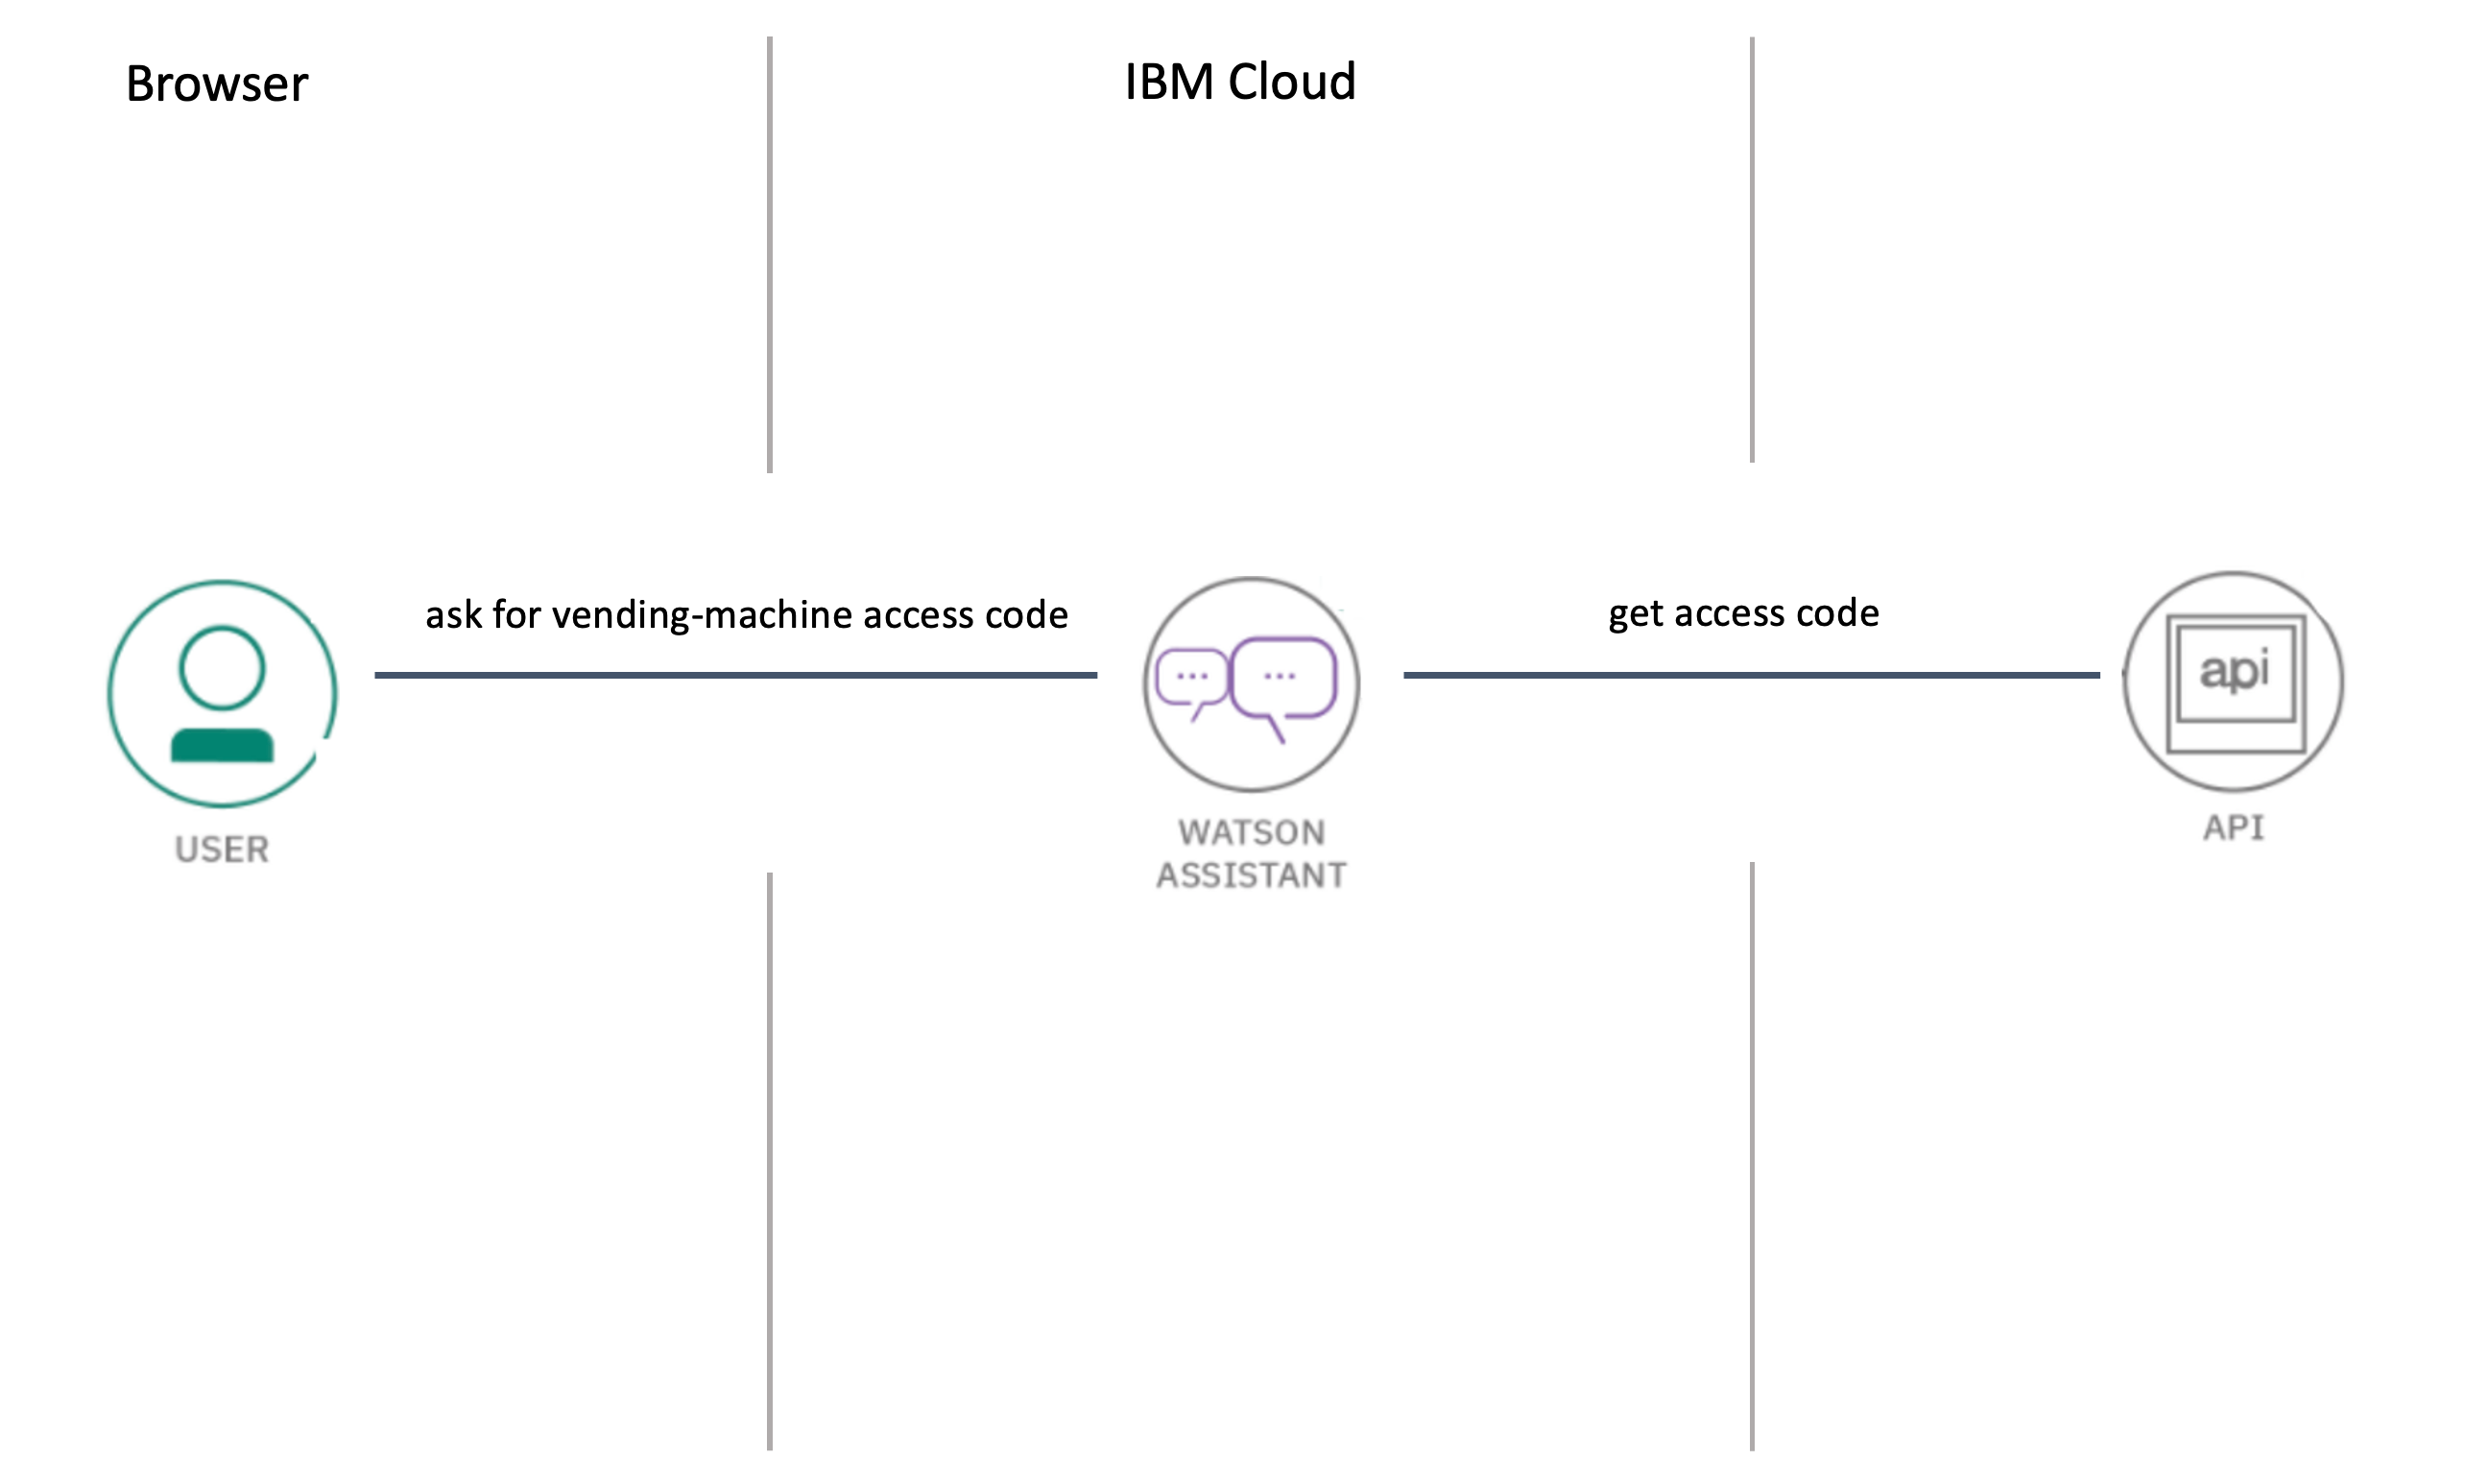 Browser
IBM Cloud
ask for vending-machine access code
get access code
api
USER
WATSON
ASSISTANT
API